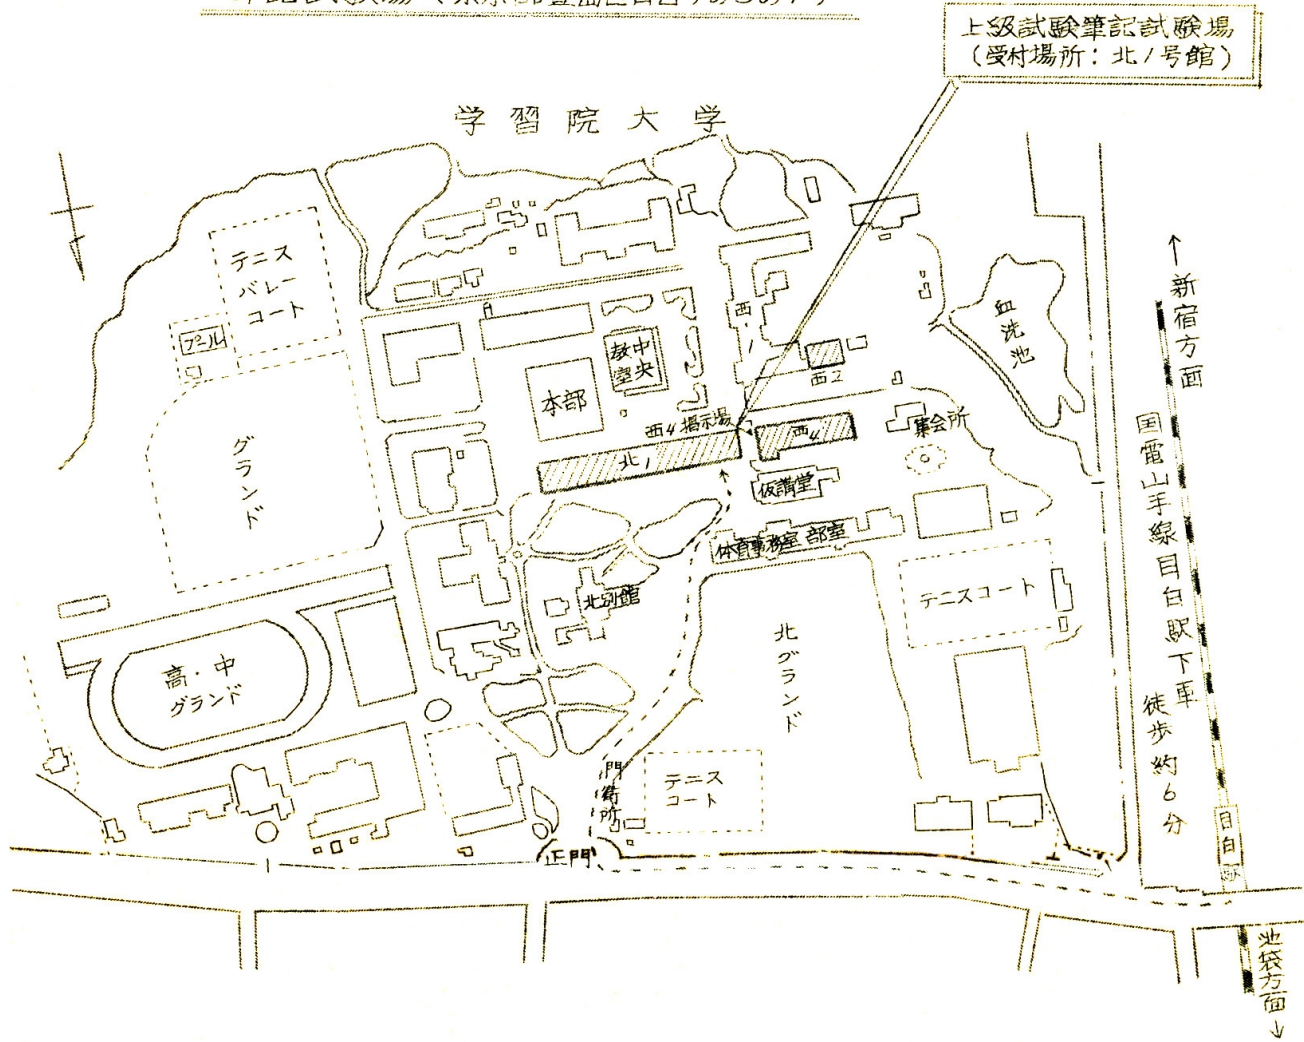 上級試験筆記試験場
(受付場所: 北1号館)
学習院大学
テニス
バレー
コート
プール
グランド
本部
中央
教室
西1
西2
西4掲示場
北1
西4
集会所
血洗池
仮講堂
体育事務室 部室
北別館
テニスコート
北グランド
高・中
グランド
テニス
コート
門衛所
正門
↑新宿方面
国電山手線目白駅下車
徒歩約6分
目白駅
池袋方面↓